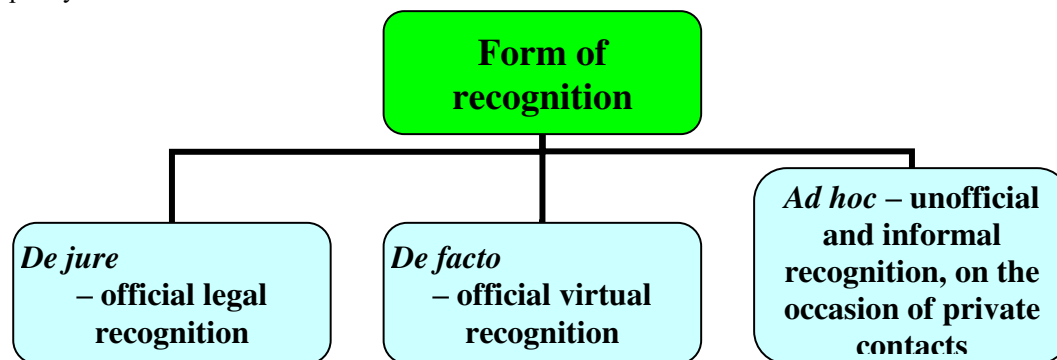 Form of
recognition
De jure
– official legal
recognition
De facto
– official virtual
recognition
Ad hoc – unofficial
and informal
recognition, on the
occasion of private
contacts